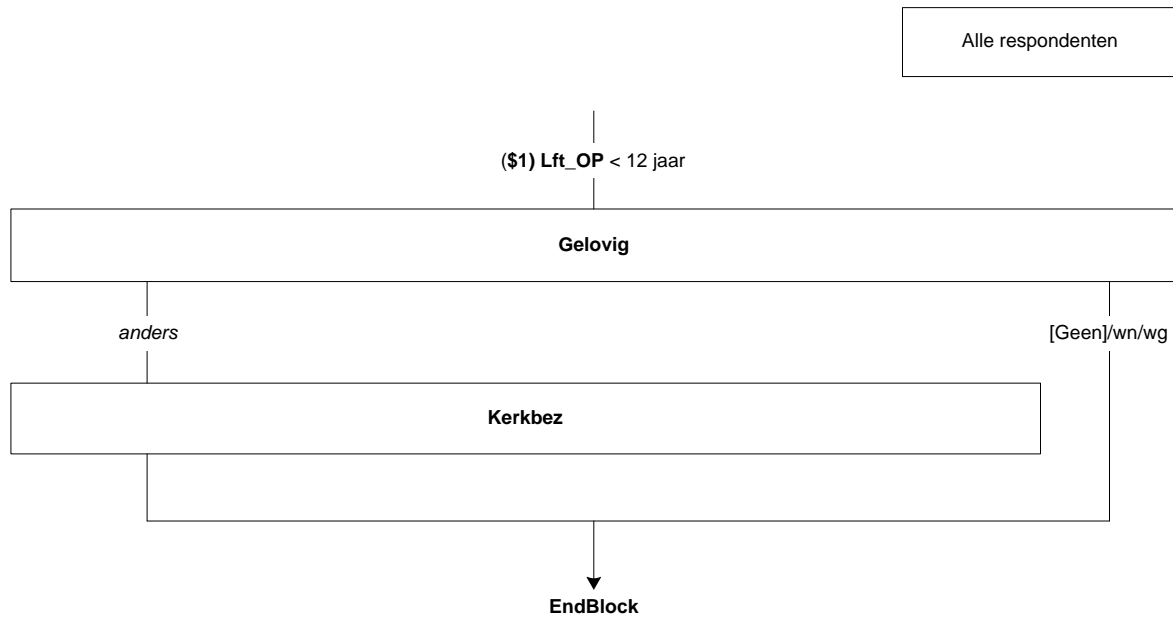 Alle respondenten
($1) Lft_OP < 12 jaar
Gelovig
anders
[Geen]/wn/wg
Kerkbez
EndBlock